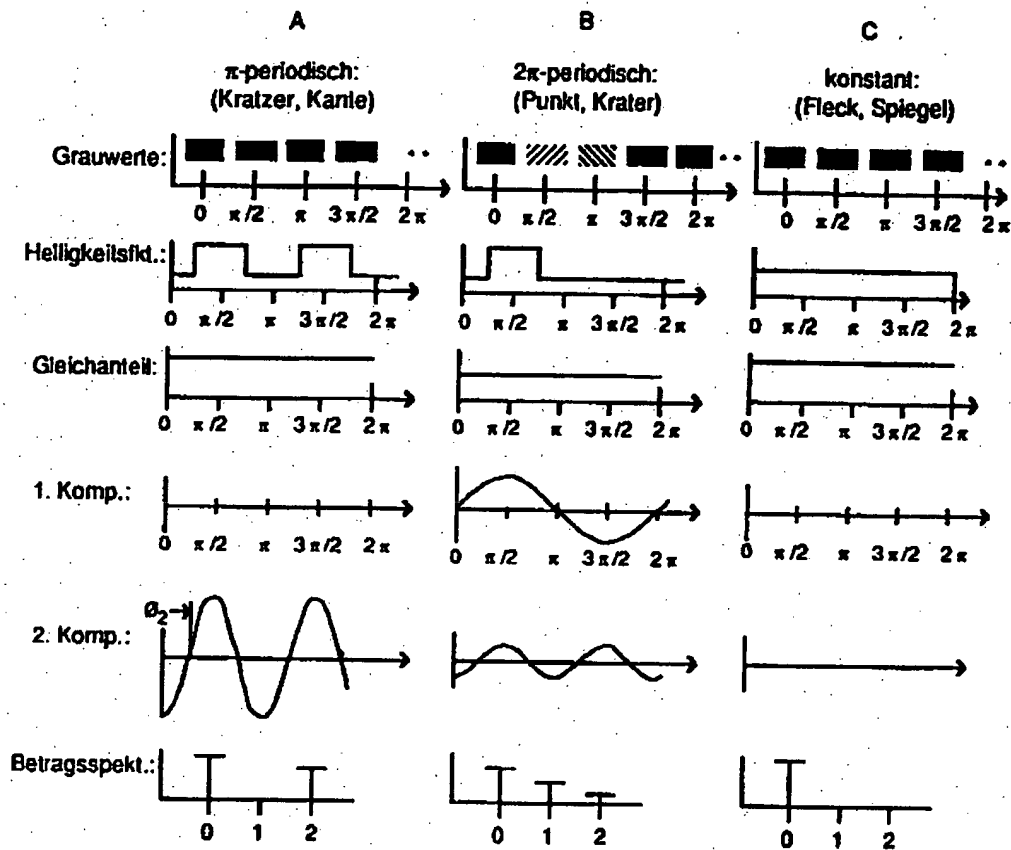 A B C
π-periodisch: 2π-periodisch: konstant:
(Kratzer, Kante) (Punkt, Krater) (Fleck, Spiegel)
Grauwerte:
0 π/2 π 3π/2 2π 0 π/2 π 3π/2 2π 0 π/2 π 3π/2 2π
Helligkeitsfkt.:
0 π/2 π 3π/2 2π 0 π/2 π 3π/2 2π 0 π/2 π 3π/2 2π
Gleichanteil:
0 π/2 π 3π/2 2π 0 π/2 π 3π/2 2π 0 π/2 π 3π/2 2π
1. Komp.:
0 π/2 π 3π/2 2π 0 π/2 π 3π/2 2π 0 π/2 π 3π/2 2π
Ø2
2. Komp.:
Betragsspekt.:
0 1 2 0 1 2 0 1 2